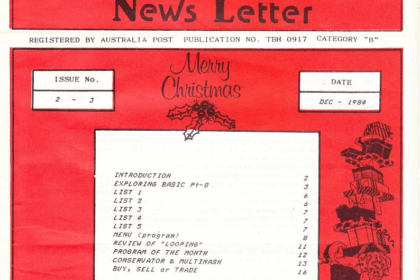 News Letter
REGISTERED BY AUSTRALIA POST PUBLICATION NO. TBH 0917 CATEGORY "B"
ISSUE No.
2 - 3
Merry
Christmas
DATE
DEC - 1984
INTRODUCTION 2
EXPLORING BASIC Pt-8 3
LIST 1 6
LIST 2 6
LIST 3 7
LIST 4 7
LIST 5 7
MENU (program) 8
REVIEW OF "LOOPING" 11
PROGRAM OF THE MONTH 12
CONSERVATOR & MULTINASH 13
BUY, SELL or TRADE 16